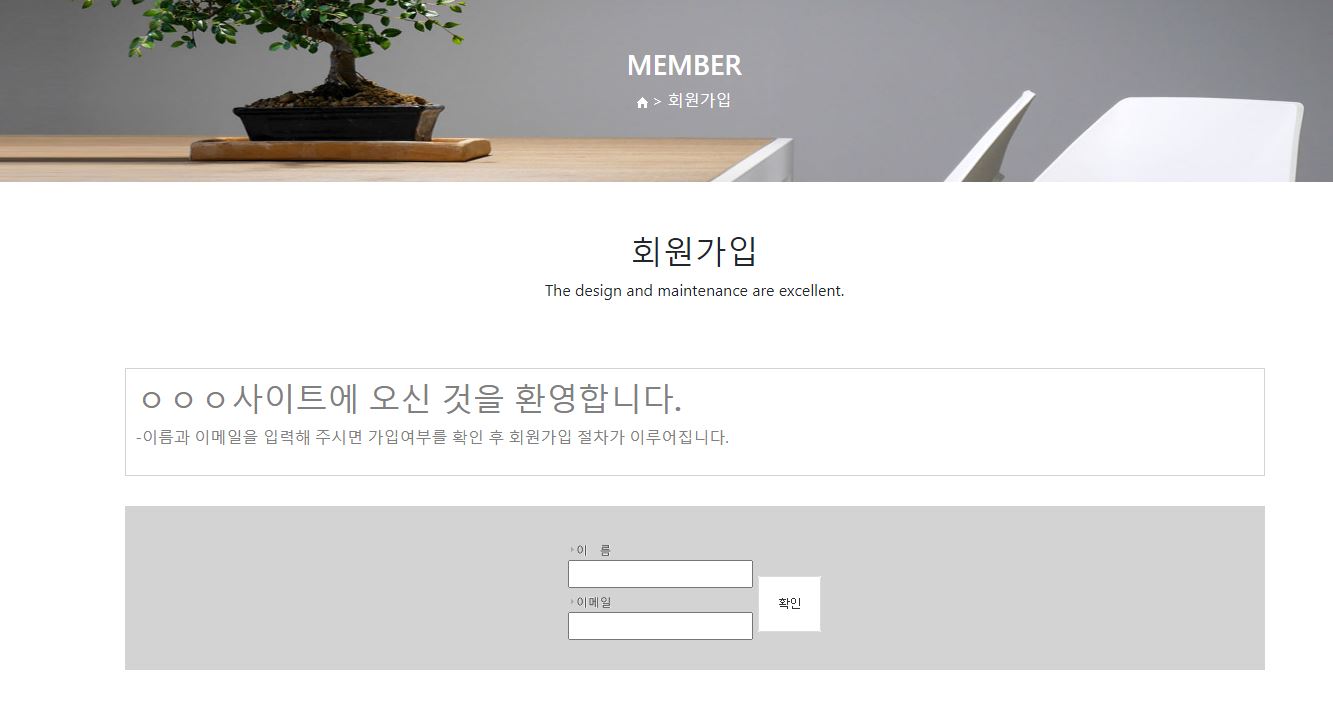 MEMBER
> 회원가입
회원가입
The design and maintenance are excellent.
ㅇㅇㅇ사이트에 오신 것을 환영합니다.
-이름과 이메일을 입력해 주시면 가입여부를 확인 후 회원가입 절차가 이루어집니다.
이 름
이메일
확인